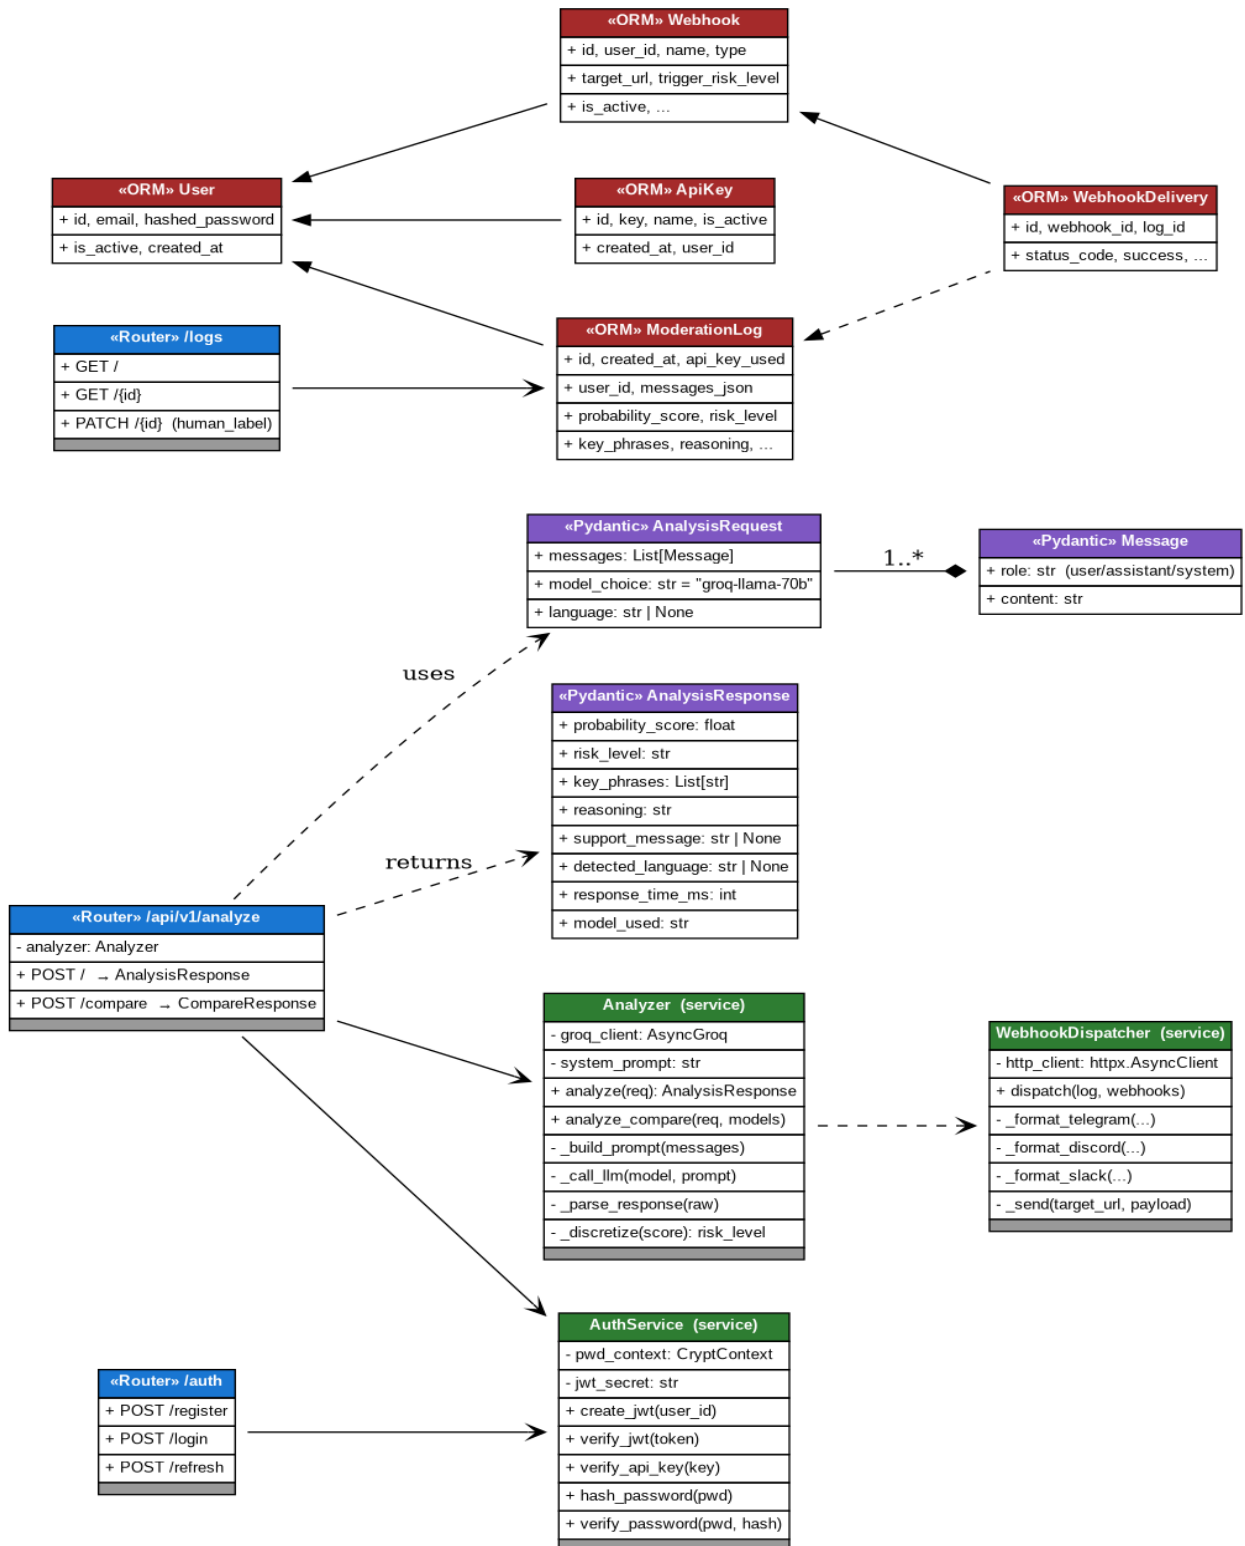 «ORM» Webhook
+ id, user_id, name, type
+ target_url, trigger_risk_level
+ is_active, ...
«ORM» User
+ id, email, hashed_password
+ is_active, created_at
«ORM» ApiKey
+ id, key, name, is_active
+ created_at, user_id
«ORM» WebhookDelivery
+ id, webhook_id, log_id
+ status_code, success, ...
«Router» /logs
+ GET /
+ GET /{id}
+ PATCH /{id}  (human_label)
«ORM» ModerationLog
+ id, created_at, api_key_used
+ user_id, messages_json
+ probability_score, risk_level
+ key_phrases, reasoning, ...
«Pydantic» AnalysisRequest
+ messages: List[Message]
+ model_choice: str = "groq-llama-70b"
+ language: str | None
1..*
«Pydantic» Message
+ role: str  (user/assistant/system)
+ content: str
uses
«Pydantic» AnalysisResponse
+ probability_score: float
+ risk_level: str
+ key_phrases: List[str]
+ reasoning: str
+ support_message: str | None
+ detected_language: str | None
+ response_time_ms: int
+ model_used: str
returns
«Router» /api/v1/analyze
- analyzer: Analyzer
+ POST /  → AnalysisResponse
+ POST /compare  → CompareResponse
Analyzer  (service)
- groq_client: AsyncGroq
- system_prompt: str
+ analyze(req): AnalysisResponse
+ analyze_compare(req, models)
- _build_prompt(messages)
- _call_llm(model, prompt)
- _parse_response(raw)
- _discretize(score): risk_level
WebhookDispatcher  (service)
- http_client: httpx.AsyncClient
+ dispatch(log, webhooks)
- _format_telegram(...)
- _format_discord(...)
- _format_slack(...)
- _send(target_url, payload)
AuthService  (service)
- pwd_context: CryptContext
- jwt_secret: str
+ create_jwt(user_id)
+ verify_jwt(token)
+ verify_api_key(key)
+ hash_password(pwd)
+ verify_password(pwd, hash)
«Router» /auth
+ POST /register
+ POST /login
+ POST /refresh